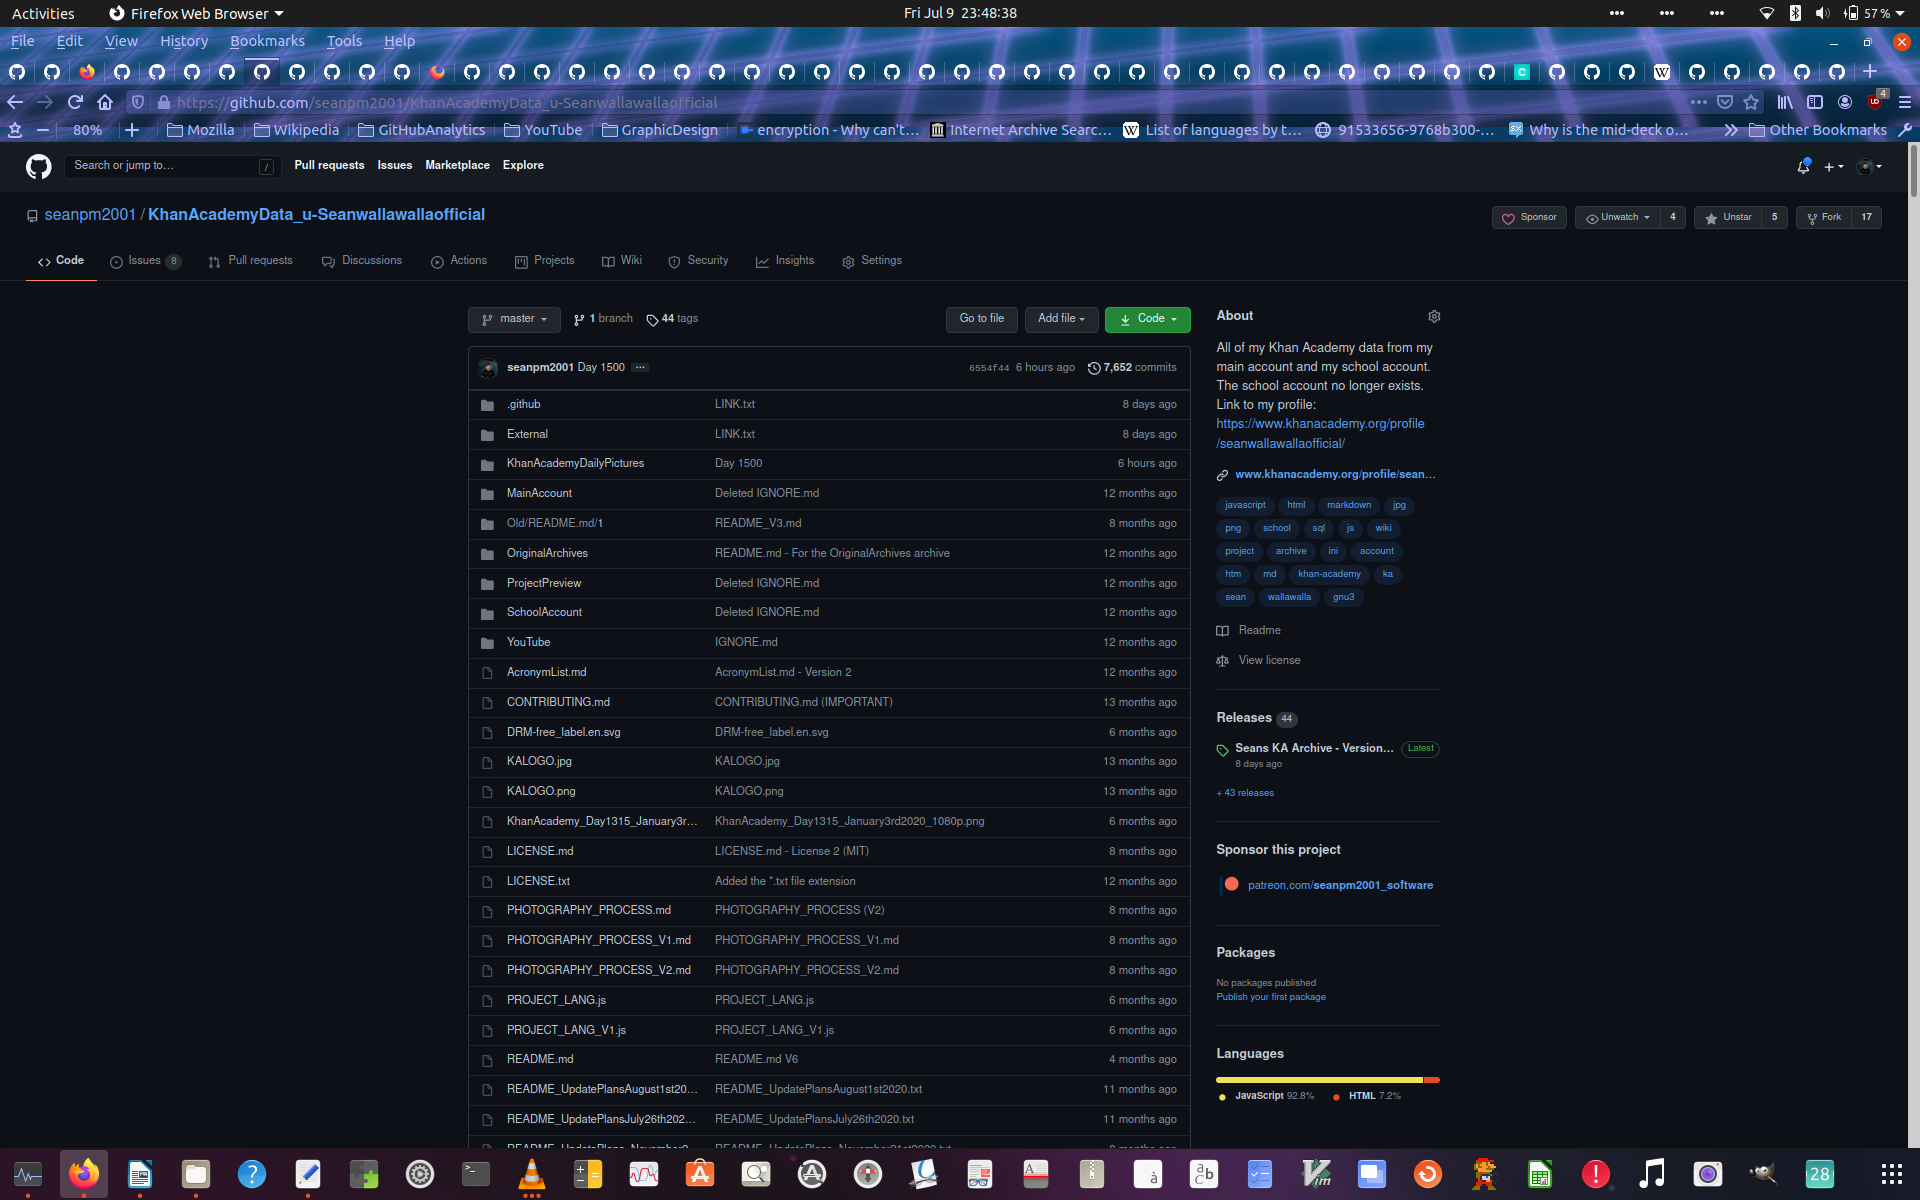 Activities Firefox Web Browser Fri Jul 9 23:48:38 57 %
File Edit View History Bookmarks Tools Help
https://github.com/seanpm2001/KhanAcademyData_u-Seanwallawallaofficial 4
80% Mozilla Wikipedia GitHubAnalytics YouTube GraphicDesign encryption - Why can't… Internet Archive Searc… List of languages by t… 91533656-9768b300-… Why is the mid-deck o… Other Bookmarks
Search or jump to… / Pull requests Issues Marketplace Explore
seanpm2001 / KhanAcademyData_u-Seanwallawallaofficial Sponsor Unwatch 4 Unstar 5 Fork 17
Code Issues 8 Pull requests Discussions Actions Projects Wiki Security Insights Settings
master 1 branch 44 tags Go to file Add file Code
seanpm2001 Day 1500 ... 6554f44 6 hours ago 7,652 commits
.github LINK.txt 8 days ago
External LINK.txt 8 days ago
KhanAcademyDailyPictures Day 1500 6 hours ago
MainAccount Deleted IGNORE.md 12 months ago
Old/README.md/1 README_V3.md 8 months ago
OriginalArchives README.md - For the OriginalArchives archive 12 months ago
ProjectPreview Deleted IGNORE.md 12 months ago
SchoolAccount Deleted IGNORE.md 12 months ago
YouTube IGNORE.md 12 months ago
AcronymList.md AcronymList.md - Version 2 12 months ago
CONTRIBUTING.md CONTRIBUTING.md (IMPORTANT) 13 months ago
DRM-free_label.en.svg DRM-free_label.en.svg 6 months ago
KALOGO.jpg KALOGO.jpg 13 months ago
KALOGO.png KALOGO.png 13 months ago
KhanAcademy_Day1315_January3r… KhanAcademy_Day1315_January3rd2020_1080p.png 6 months ago
LICENSE.md LICENSE.md - License 2 (MIT) 8 months ago
LICENSE.txt Added the *.txt file extension 12 months ago
PHOTOGRAPHY_PROCESS.md PHOTOGRAPHY_PROCESS (V2) 8 months ago
PHOTOGRAPHY_PROCESS_V1.md PHOTOGRAPHY_PROCESS_V1.md 8 months ago
PHOTOGRAPHY_PROCESS_V2.md PHOTOGRAPHY_PROCESS_V2.md 8 months ago
PROJECT_LANG.js PROJECT_LANG.js 6 months ago
PROJECT_LANG_V1.js PROJECT_LANG_V1.js 6 months ago
README.md README.md V6 4 months ago
README_UpdatePlansAugust1st20… README_UpdatePlansAugust1st2020.txt 11 months ago
README_UpdatePlansJuly26th202… README_UpdatePlansJuly26th2020.txt 11 months ago
About
All of my Khan Academy data from my
main account and my school account.
The school account no longer exists.
Link to my profile:
https://www.khanacademy.org/profile
/seanwallawallaofficial/
www.khanacademy.org/profile/sean…
javascript html markdown jpg
png school sql js wiki
project archive ini account
htm md khan-academy ka
sean wallawalla gnu3
Readme
View license
Releases 44
Seans KA Archive - Version… Latest
8 days ago
+ 43 releases
Sponsor this project
patreon.com/seanpm2001_software
Packages
No packages published
Publish your first package
Languages
JavaScript 92.8% HTML 7.2%
28